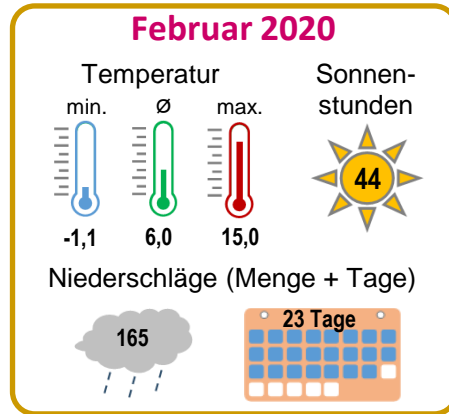 Februar 2020
Temperatur
Sonnen-
stunden
min. Ø max.
44
-1,1 6,0 15,0
Niederschläge (Menge + Tage)
165
23 Tage